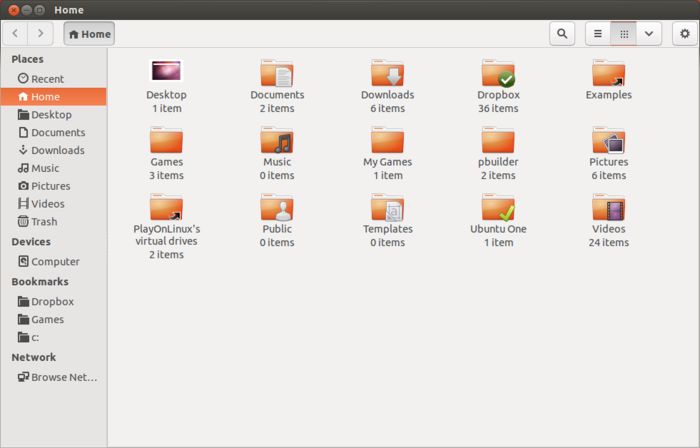 Home
Home
Places
Recent
Home
Desktop
Documents
Downloads
Music
Pictures
Videos
Trash
Devices
Computer
Bookmarks
Dropbox
Games
c:
Network
Browse Net...
Desktop
1 item
Documents
2 items
Downloads
6 items
Dropbox
36 items
Examples
Games
3 items
Music
0 items
My Games
1 item
pbuilder
2 items
Pictures
6 items
PlayOnLinux's
virtual drives
2 items
Public
0 items
Templates
0 items
Ubuntu One
1 item
Videos
24 items